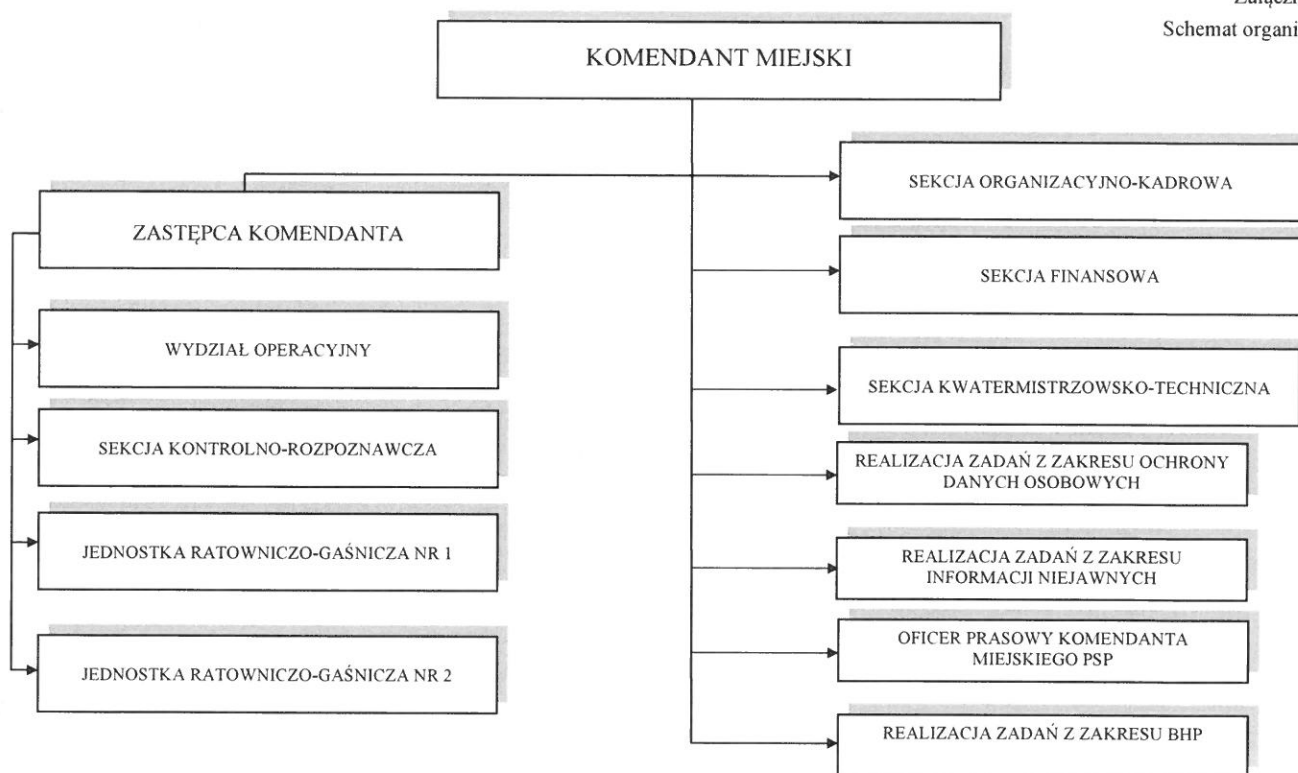 Schemat organi
KOMENDANT MIEJSKI
ZASTĘPCA KOMENDANTA
WYDZIAŁ OPERACYJNY
SEKCJA KONTROLNO-ROZPOZNAWCZA
JEDNOSTKA RATOWNICZO-GAŚNICZA NR 1
JEDNOSTKA RATOWNICZO-GAŚNICZA NR 2
SEKCJA ORGANIZACYJNO-KADROWA
SEKCJA FINANSOWA
SEKCJA KWATERMISTRZOWSKO-TECHNICZNA
REALIZACJA ZADAŃ Z ZAKRESU OCHRONY
DANYCH OSOBOWYCH
REALIZACJA ZADAŃ Z ZAKRESU
INFORMACJI NIEJAWNYCH
OFICER PRASOWY KOMENDANTA
MIEJSKIEGO PSP
REALIZACJA ZADAŃ Z ZAKRESU BHP